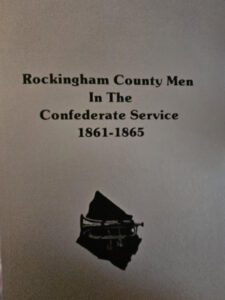 Rockingham County Men
In The
Confederate Service
1861-1865